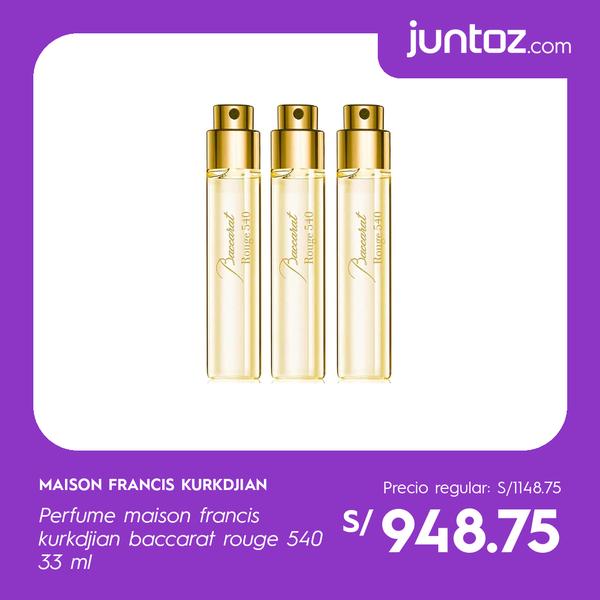 juntoz.com
Baccarat
Rouge 540
Baccarat
Rouge 540
Baccarat
Rouge 540
MAISON FRANCIS KURKDJIAN
Perfume maison francis
kurkdjian baccarat rouge 540
33 ml
Precio regular: S/1148.75
S/ 948.75